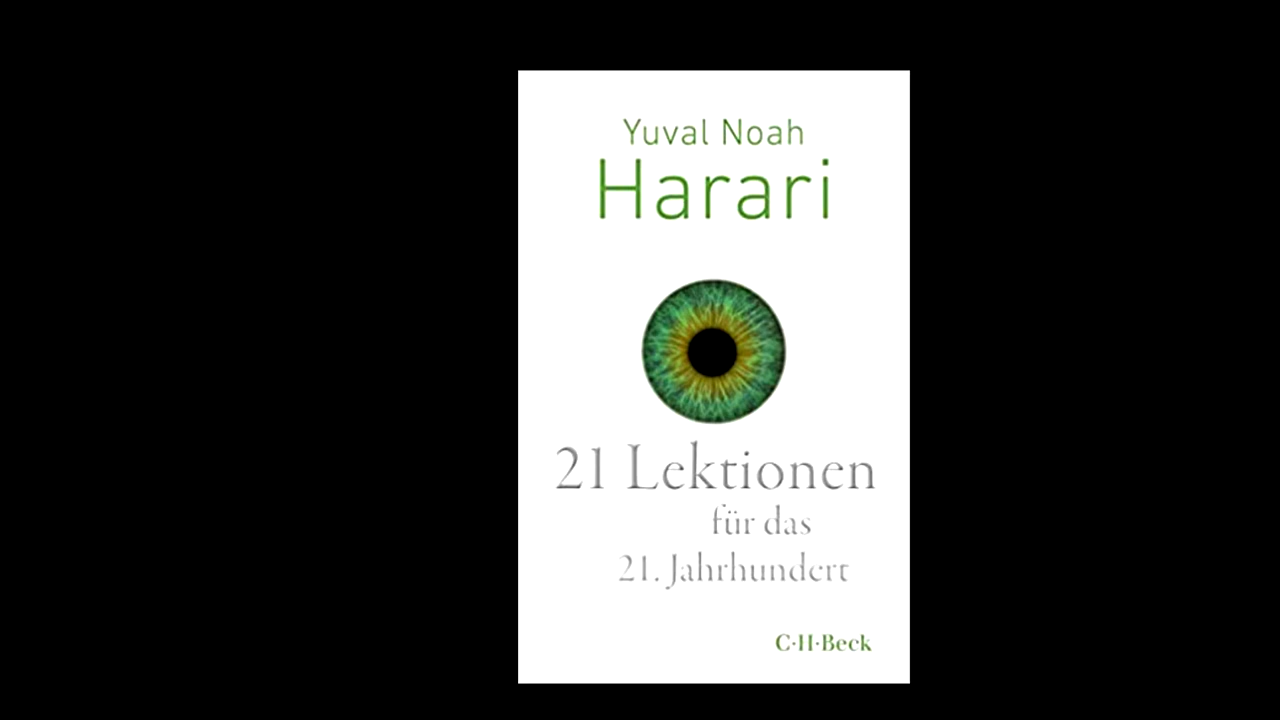 Yuval Noah
Harari
21 Lektionen
für das
21. Jahrhundert
C·H·Beck